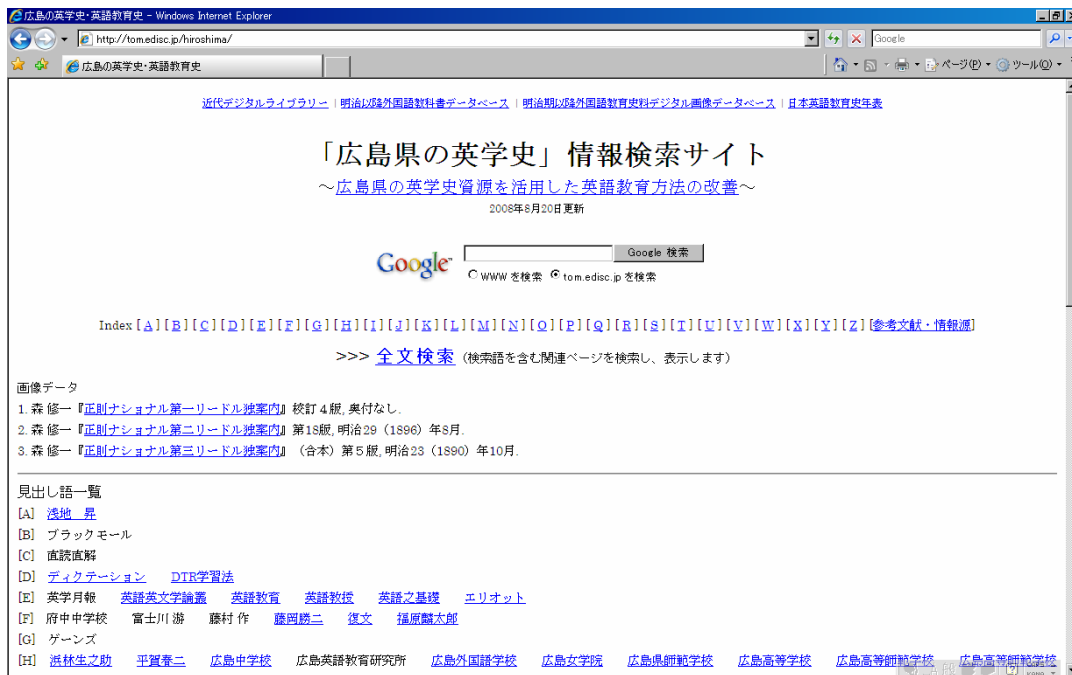 広島の英学史・英語教育史 - Windows Internet Explorer
http://tom.edisc.jp/hiroshima/
Google
広島の英学史・英語教育史
ページ(P) ツール(O)
近代デジタルライブラリー | 明治以降外国語教科書データベース | 明治期以降外国語教育史料デジタル画像データベース | 日本英語教育史年表
「広島県の英学史」情報検索サイト
～広島県の英学史資源を活用した英語教育方法の改善～
2008年8月20日更新
Google Google 検索
WWW を検索 tom.edisc.jp を検索
Index [A][B][C][D][E][F][G][H][I][J][K][L][M][N][O][P][Q][R][S][T][U][V][W][X][Y][Z][参考文献・情報源]
>>> 全文検索 (検索語を含む関連ページを検索し、表示します)
画像データ
1. 森 修一『正則ナショナル第一リードル独案内』校訂４版, 奥付なし.
2. 森 修一『正則ナショナル第二リードル独案内』第18版, 明治29（1896）年8月.
3. 森 修一『正則ナショナル第三リードル独案内』（合本）第５版, 明治23（1890）年10月.
見出し語一覧
[A] 浅地 昇
[B] ブラックモール
[C] 直読直解
[D] ディクテーション DTR学習法
[E] 英学月報 英語英文学論叢 英語教育 英語教授 英語之基礎 エリオット
[F] 府中中学校 富士川 游 藤村 作 藤岡勝二 復文 福原麟太郎
[G] ゲーンズ
[H] 浜林生之助 平賀春二 広島中学校 広島英語教育研究所 広島外国語学校 広島女学院 広島県師範学校 広島高等学校 広島高等師範学校 広島高等師範学校